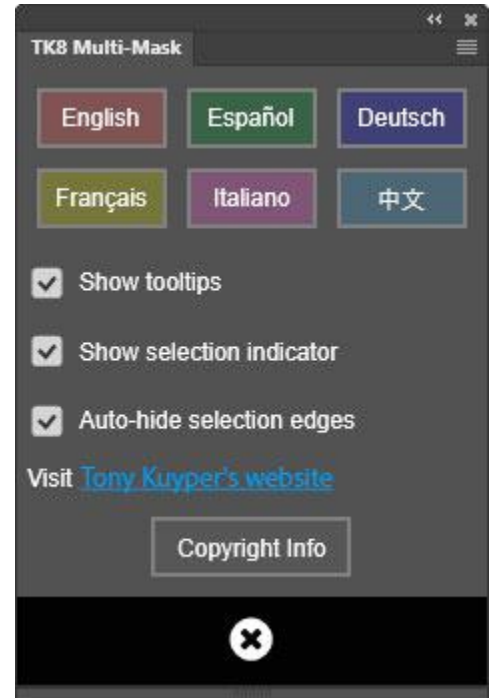 TK8 Multi-Mask
English Español Deutsch
Français Italiano 中文
Show tooltips
Show selection indicator
Auto-hide selection edges
Visit Tony Kuyper's website
Copyright Info